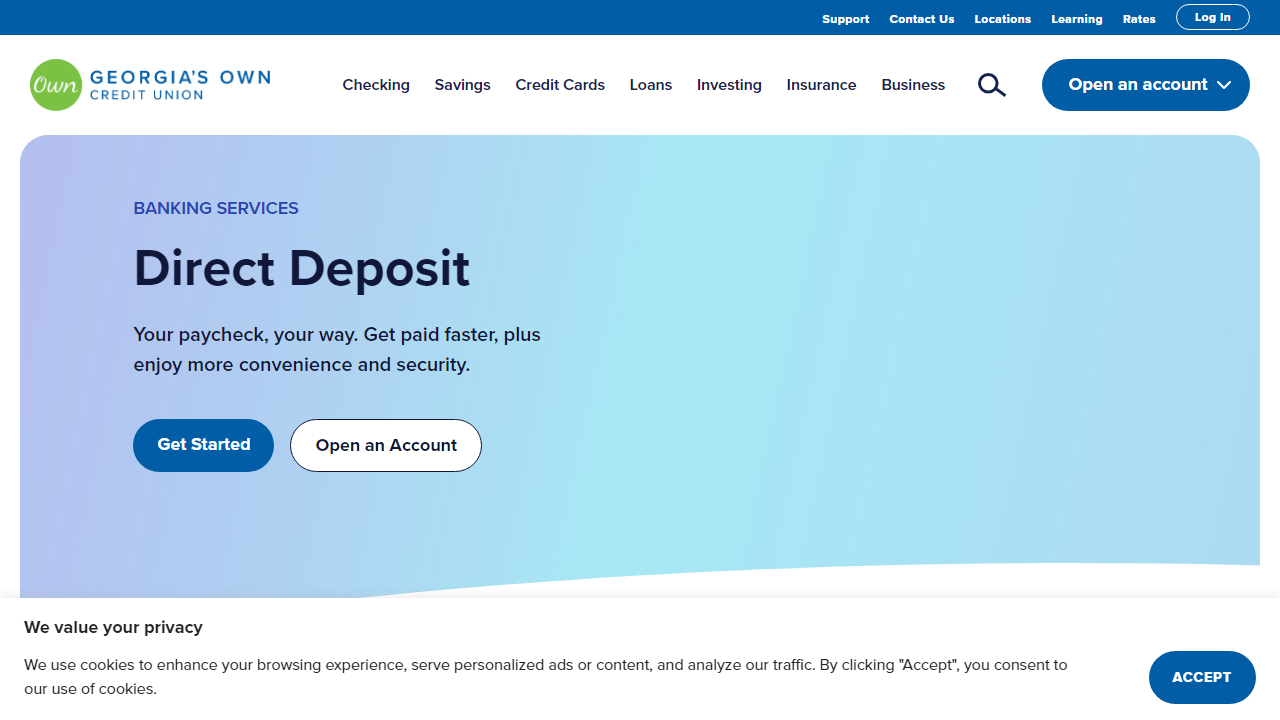 Support Contact Us Locations Learning Rates Log In
Own GEORGIA'S OWN
CREDIT UNION
Checking Savings Credit Cards Loans Investing Insurance Business Open an account
BANKING SERVICES
Direct Deposit
Your paycheck, your way. Get paid faster, plus
enjoy more convenience and security.
Get Started Open an Account
We value your privacy
We use cookies to enhance your browsing experience, serve personalized ads or content, and analyze our traffic. By clicking "Accept", you consent to
our use of cookies.
ACCEPT